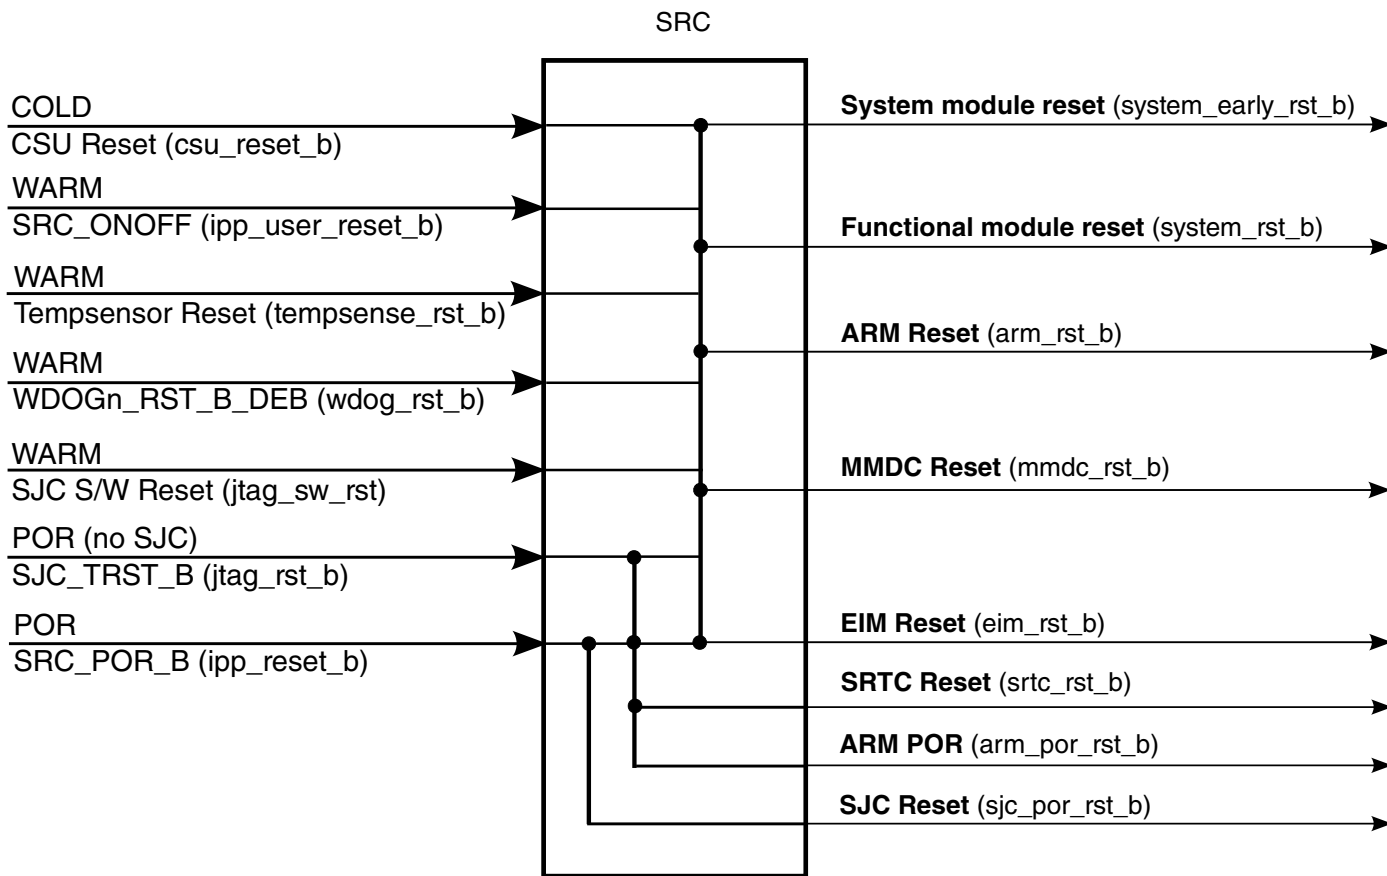 SRC
COLD
CSU Reset (csu_reset_b)
WARM
SRC_ONOFF (ipp_user_reset_b)
WARM
Tempsensor Reset (tempsense_rst_b)
WARM
WDOGn_RST_B_DEB (wdog_rst_b)
WARM
SJC S/W Reset (jtag_sw_rst)
POR (no SJC)
SJC_TRST_B (jtag_rst_b)
POR
SRC_POR_B (ipp_reset_b)
System module reset (system_early_rst_b)
Functional module reset (system_rst_b)
ARM Reset (arm_rst_b)
MMDC Reset (mmdc_rst_b)
EIM Reset (eim_rst_b)
SRTC Reset (srtc_rst_b)
ARM POR (arm_por_rst_b)
SJC Reset (sjc_por_rst_b)